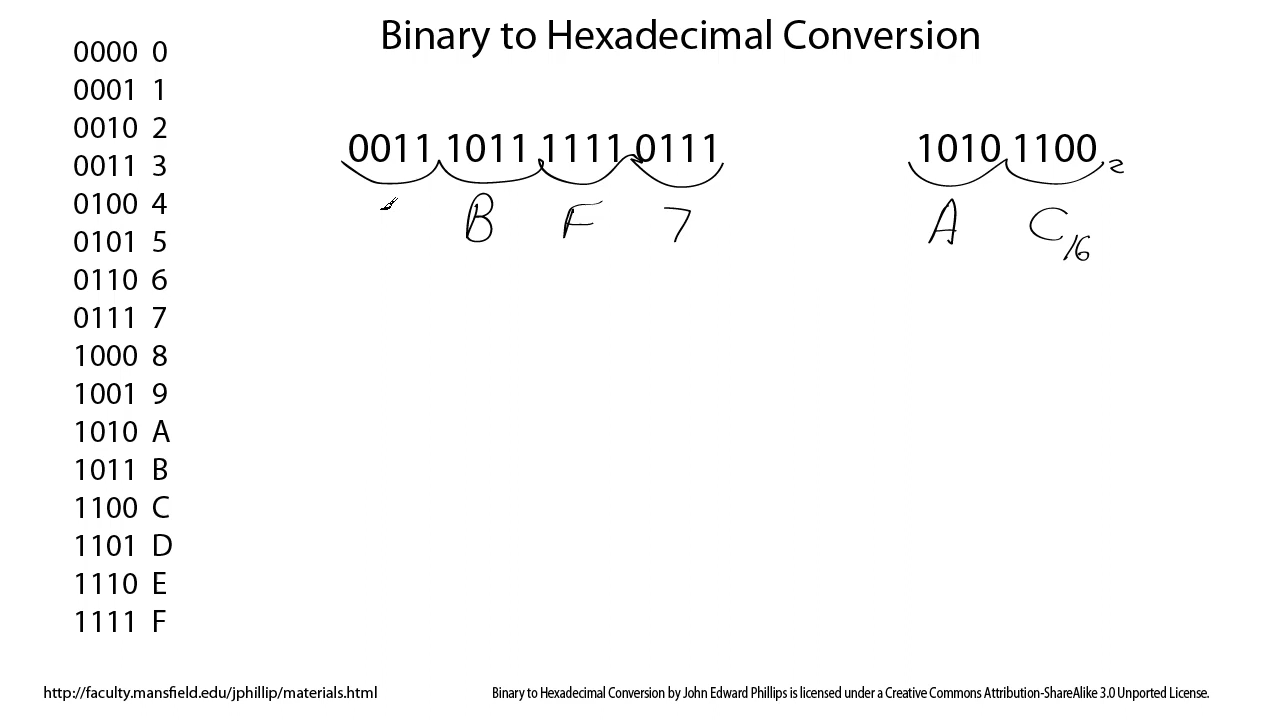 Binary to Hexadecimal Conversion
0000 0
0001 1
0010 2
0011 3
0100 4
0101 5
0110 6
0111 7
1000 8
1001 9
1010 A
1011 B
1100 C
1101 D
1110 E
1111 F
0011 1011 1111 0111
B F 7
1010 1100 2
A C 16
http://faculty.mansfield.edu/jphillip/materials.html
Binary to Hexadecimal Conversion by John Edward Phillips is licensed under a Creative Commons Attribution-ShareAlike 3.0 Unported License.